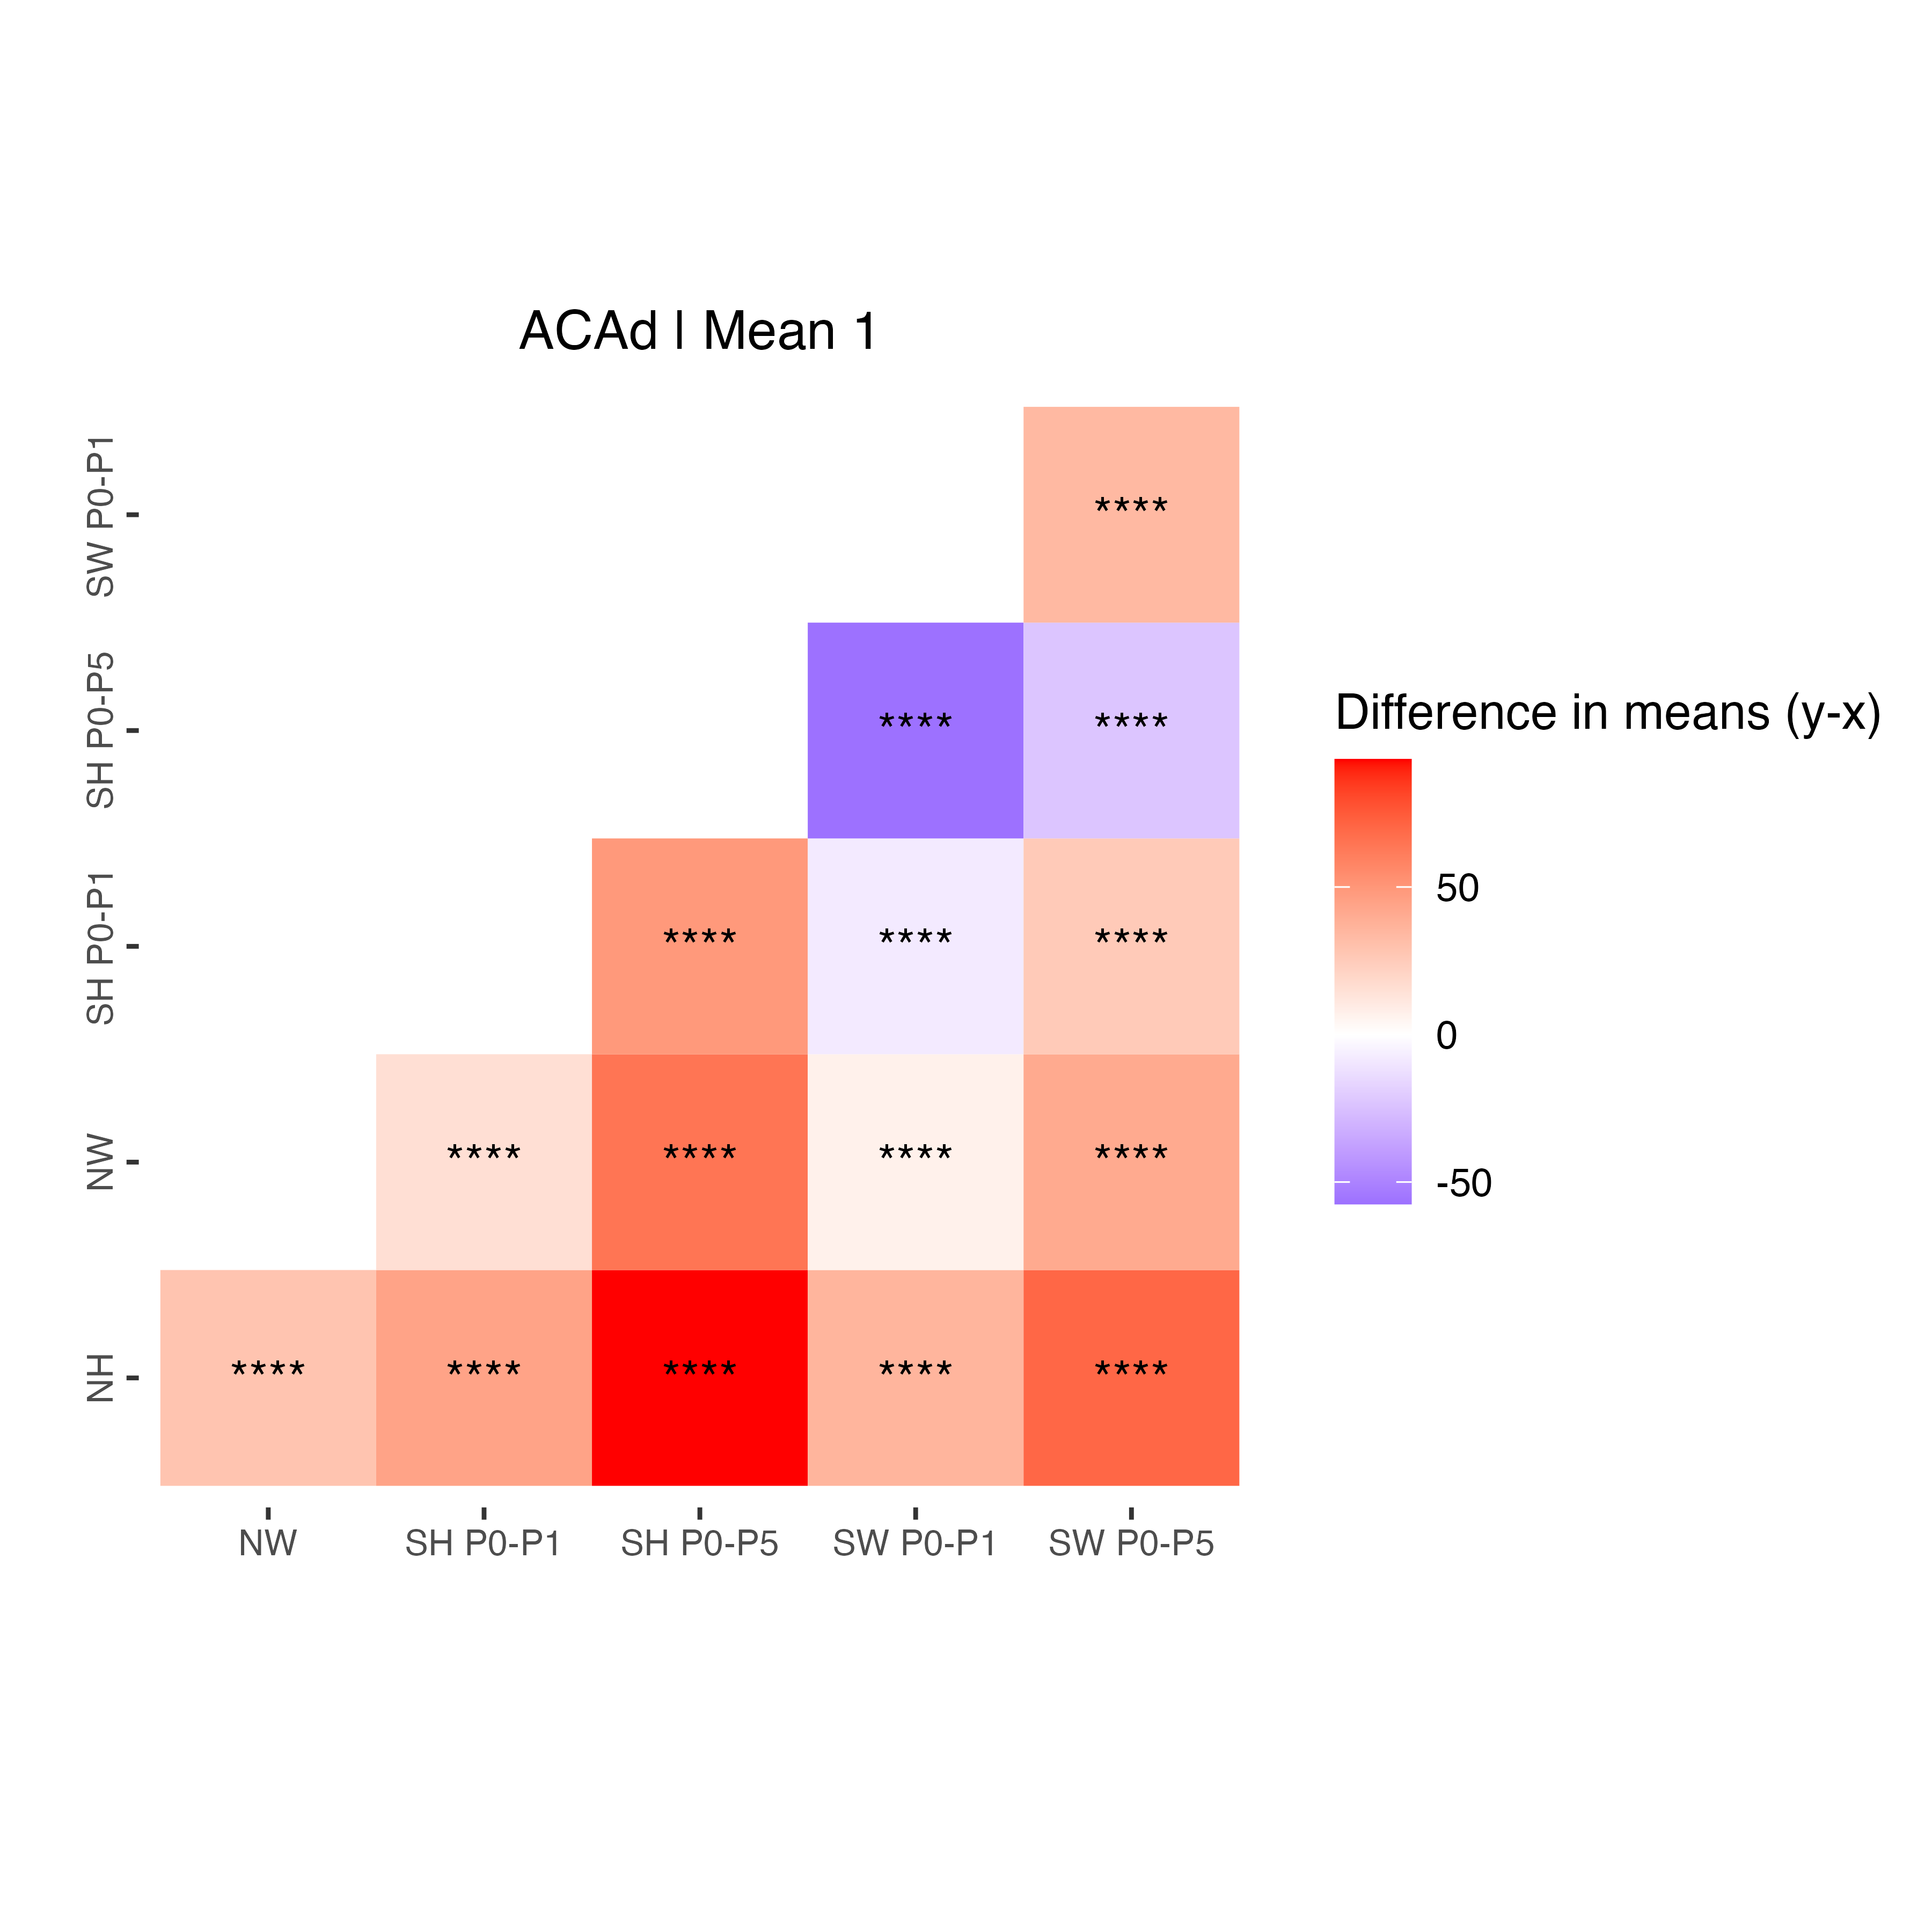 ACAd | Mean 1
SW P0-P1
****
SH P0-P5
**** ****
SH P0-P1
**** **** ****
NW
**** **** **** ****
NH
**** **** **** **** ****
NW SH P0-P1 SH P0-P5 SW P0-P1 SW P0-P5
Difference in means (y-x)
50
0
-50